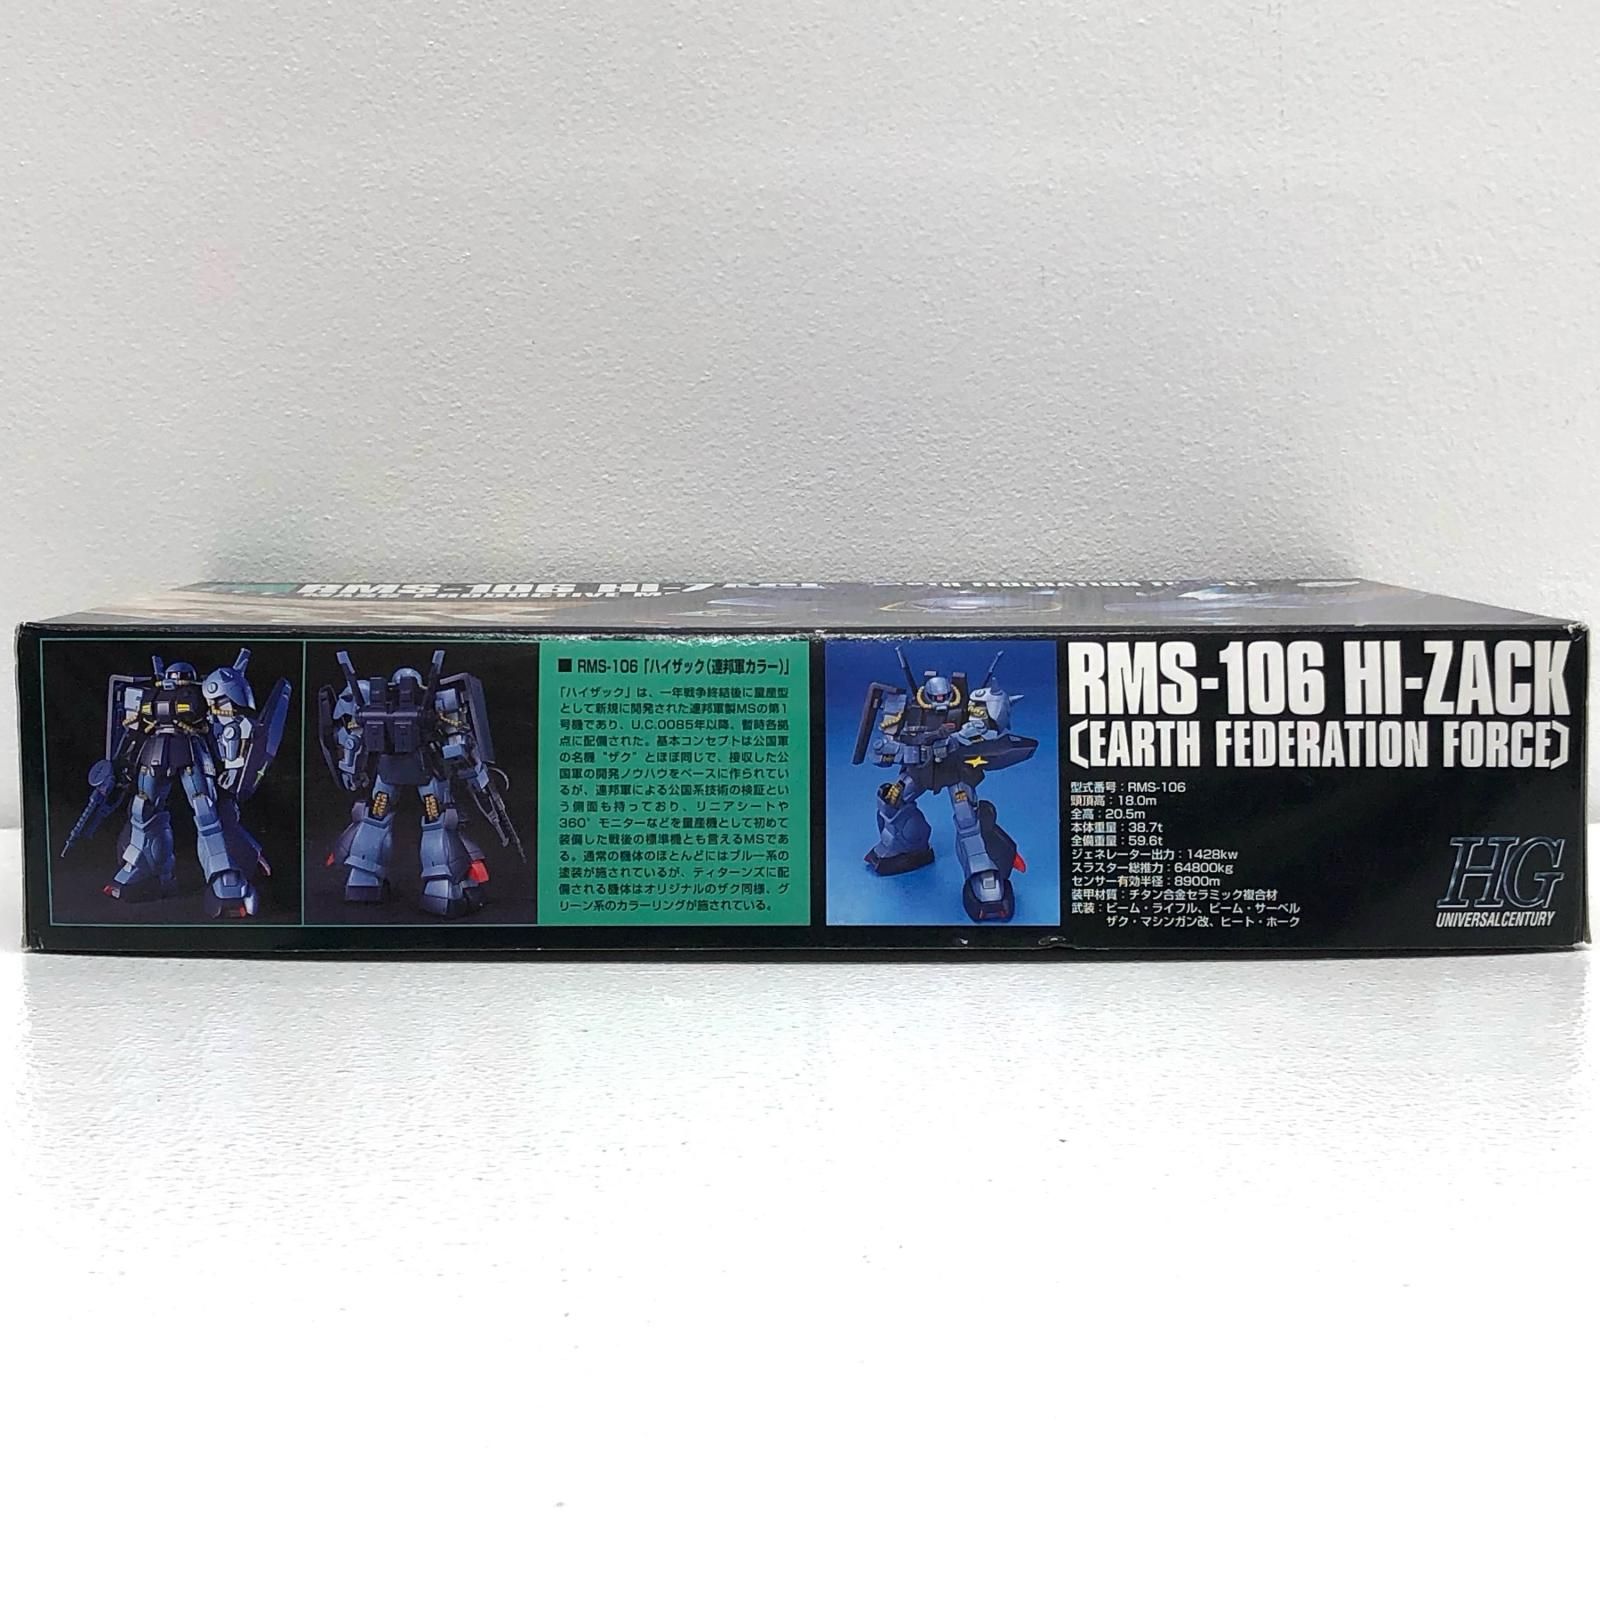 RMS-106 HI-ZACK
■ RMS-106「ハイザック(連邦軍カラー)」
「ハイザック」は、一年戦争終結後に量産型
として新規に開発された連邦軍製MSの第1
号機であり、U.C.0085年以降、暫時各拠
点に配備された。基本コンセプトは公国軍
の名機“ザク”とほぼ同じで、接収した公
国軍の開発ノウハウをベースに作られてい
るが、連邦軍による公国系技術の検証とい
う側面も持っており、リニアシートや
360°モニターなどを量産機として初めて
装備した戦後の標準機とも言えるMSであ
る。通常の機体のほとんどにはブルー系の
塗装が施されているが、ティターンズに配
備される機体はオリジナルのザク同様、グ
リーン系のカラーリングが施されている。
RMS-106 HI-ZACK
〔EARTH FEDERATION FORCE〕
型式番号：RMS-106
頭頂高：18.0m
全高：20.5m
本体重量：38.7t
全備重量：59.6t
ジェネレーター出力：1428kw
スラスター総推力：64800kg
センサー有効半径：8900m
装甲材質：チタン合金セラミック複合材
武装：ビーム・ライフル、ビーム・サーベル
ザク・マシンガン改、ヒート・ホーク
HG
UNIVERSAL CENTURY